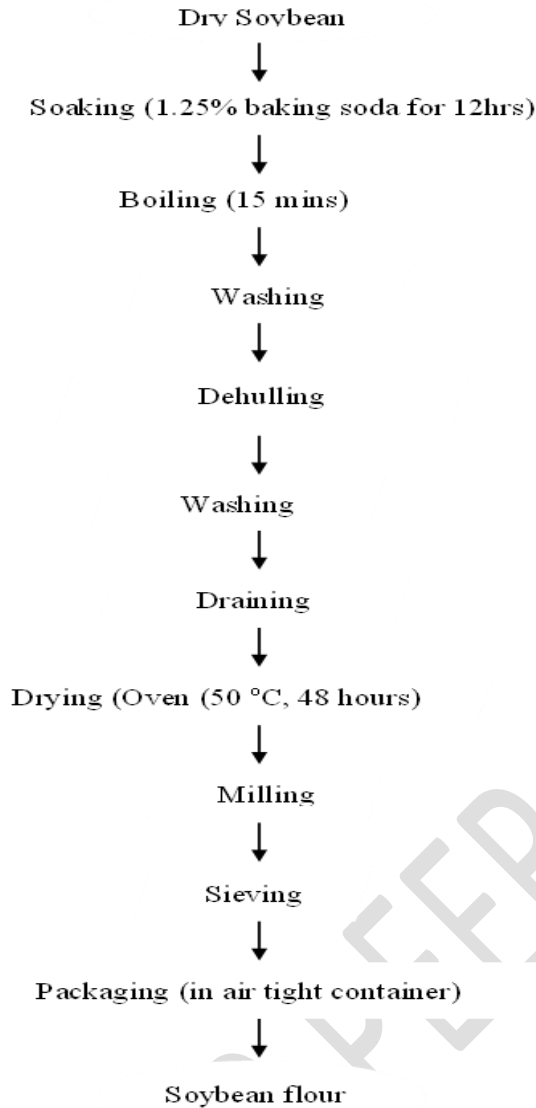 Dry Soybean
Soaking (1.25% baking soda for 12hrs)
Boiling (15 mins)
Washing
Dehulling
Washing
Draining
Drying (Oven (50 °C, 48 hours)
Milling
Sieving
Packaging (in air tight container)
Soybean flour